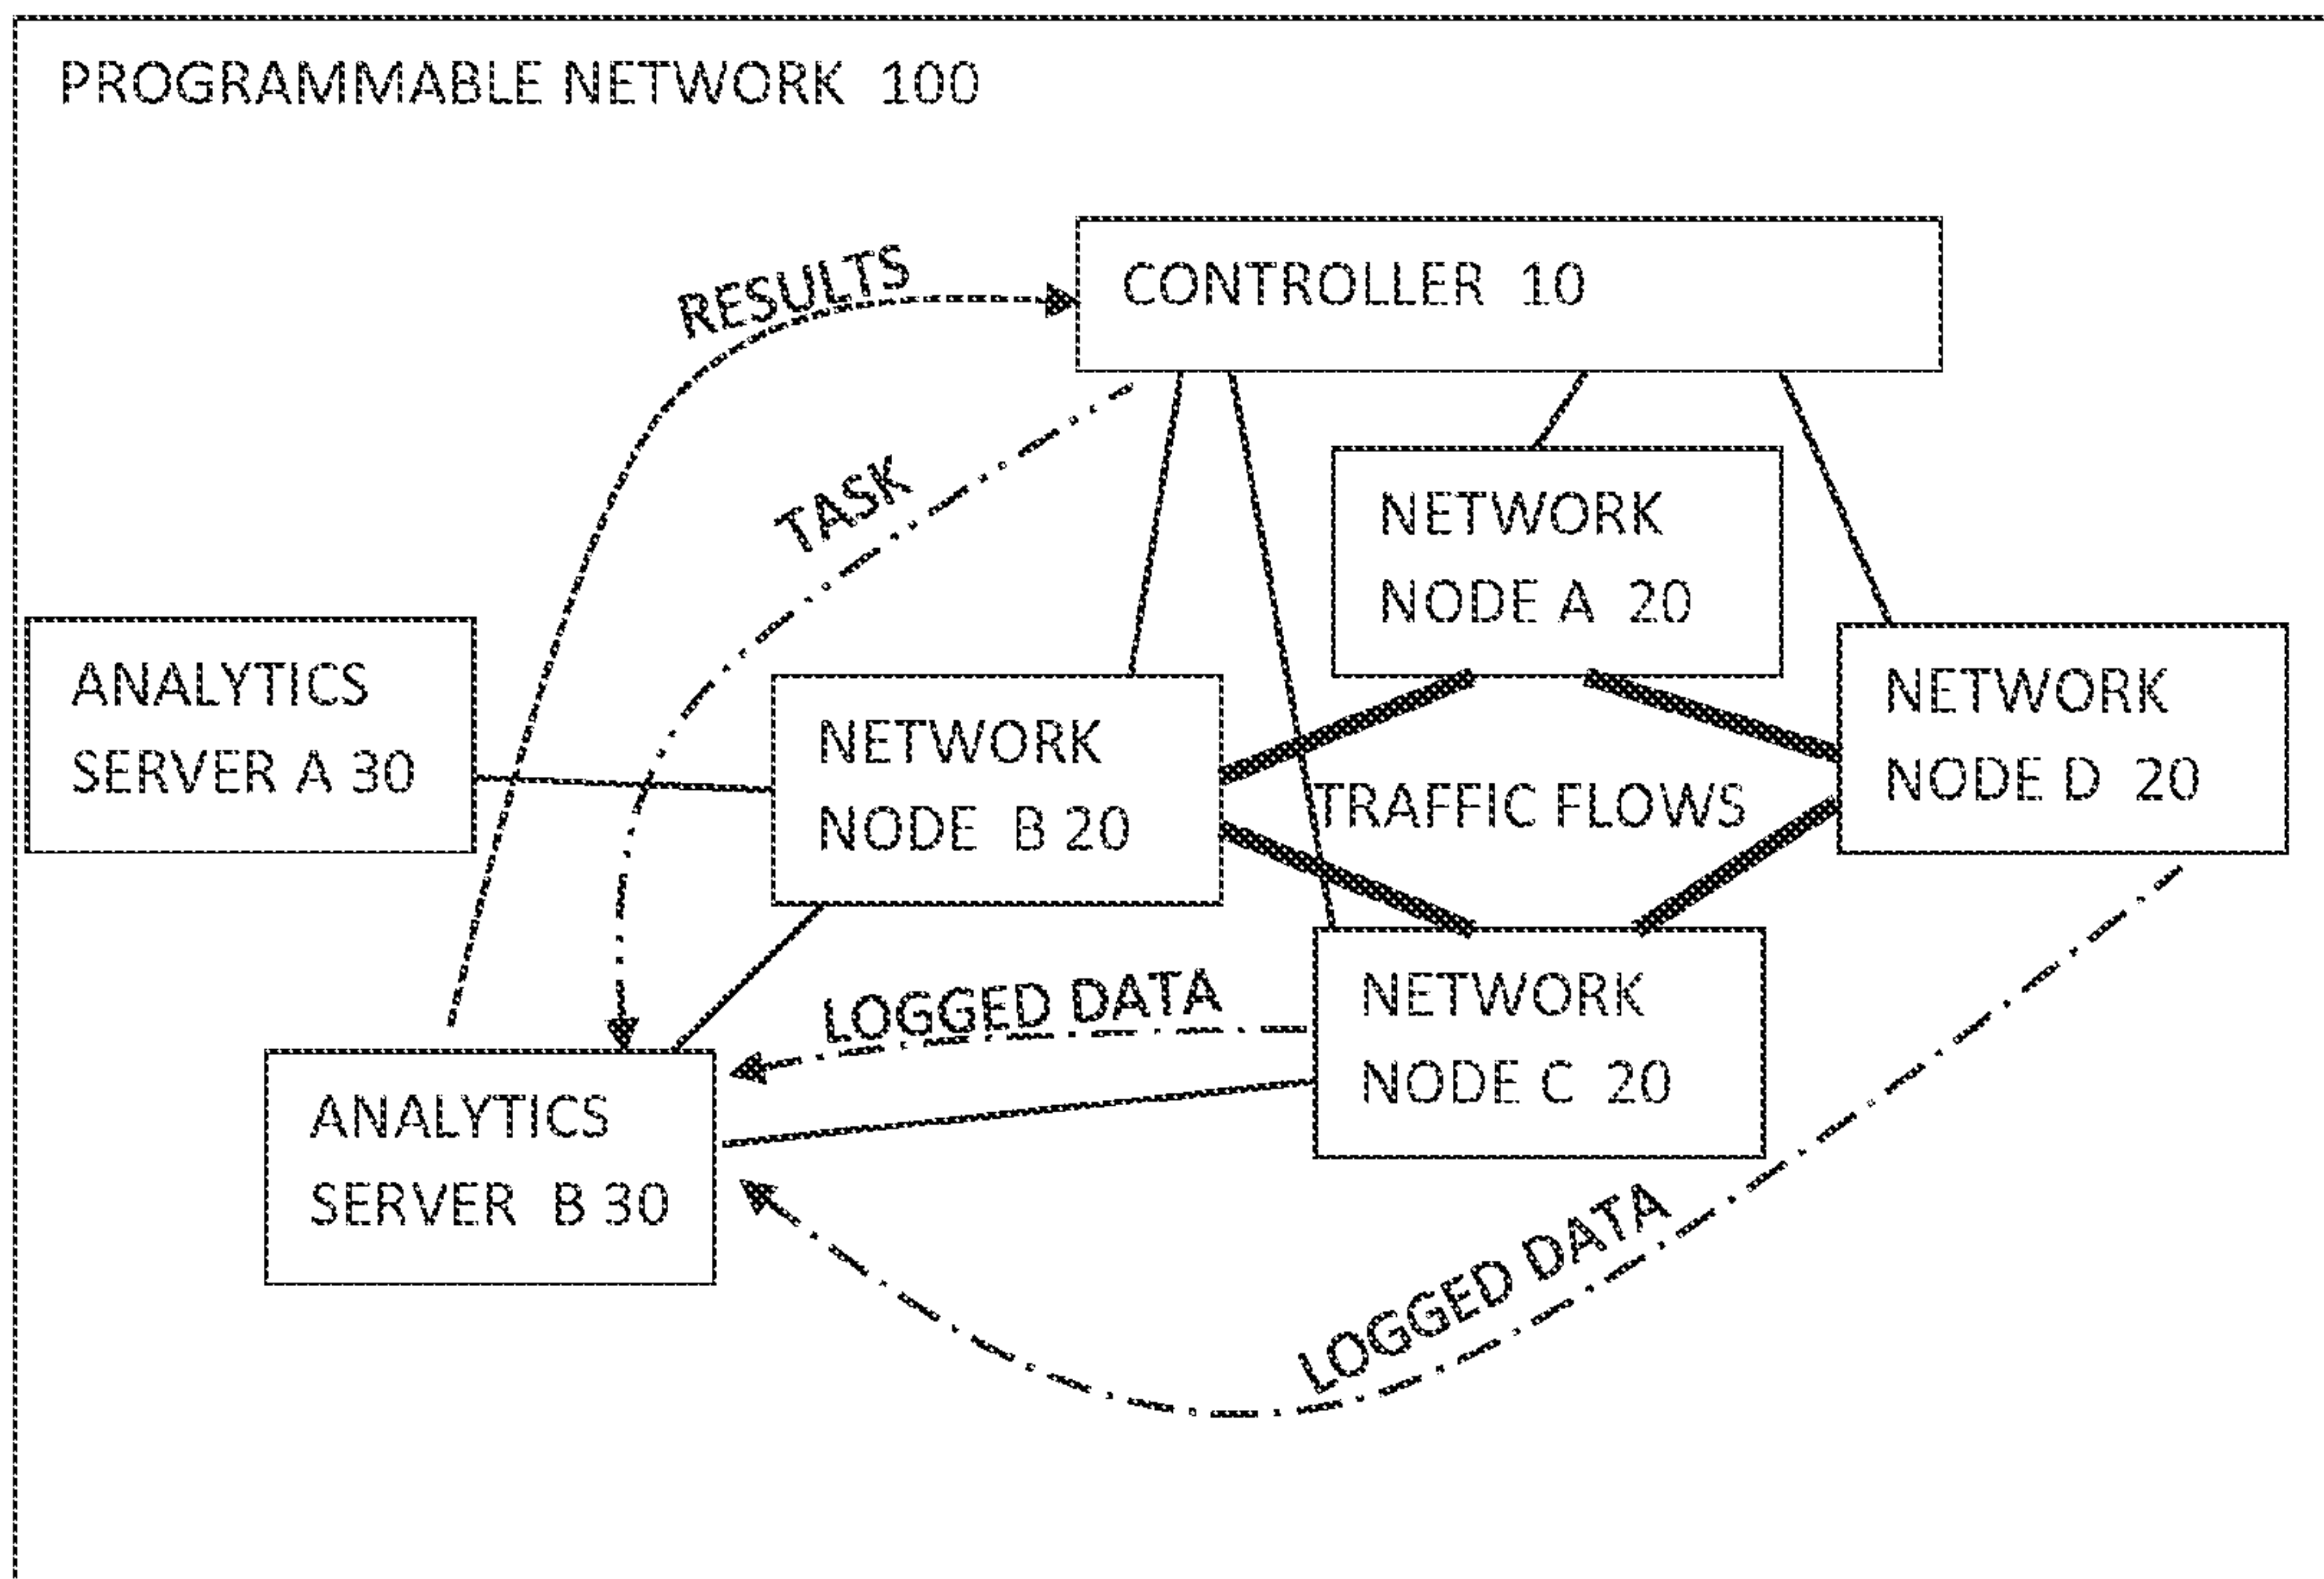 PROGRAMMABLE NETWORK 100
RESULTS
CONTROLLER 10
TASK
NETWORK
NODE A 20
ANALYTICS
SERVER A 30
NETWORK
NODE B 20
TRAFFIC FLOWS
NETWORK
NODE D 20
LOGGED DATA
NETWORK
NODE C 20
ANALYTICS
SERVER B 30
LOGGED DATA